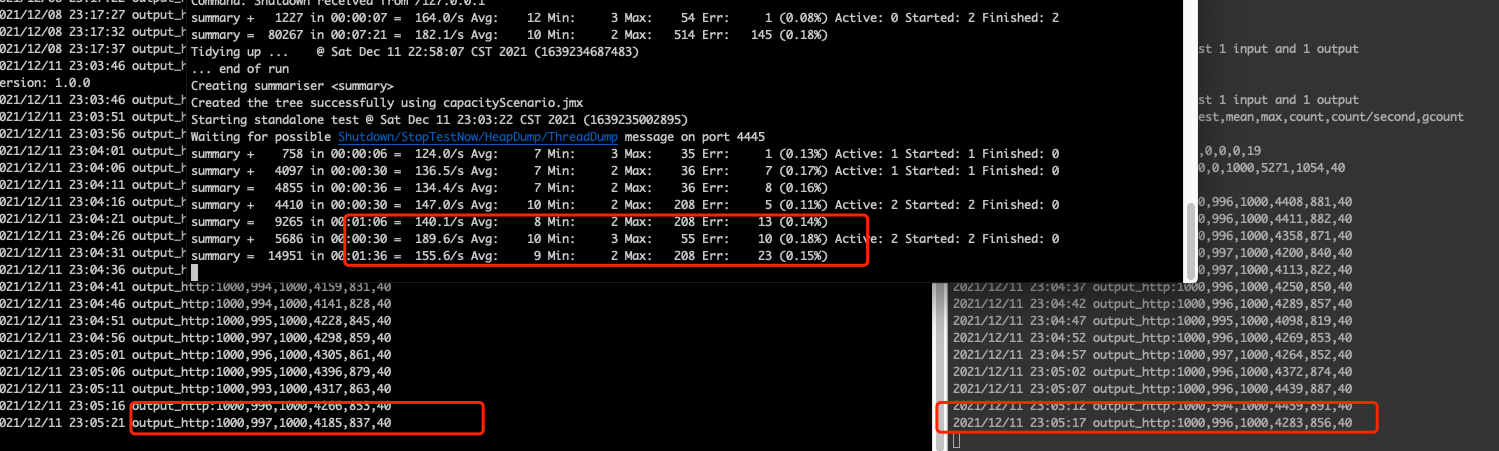 Command: Shutdown received from /127.0.0.1
summary +   1227 in 00:00:07 =  164.0/s Avg:    12 Min:     3 Max:    54 Err:     1 (0.08%) Active: 0 Started: 2 Finished: 2
summary =  80267 in 00:07:21 =  182.1/s Avg:    10 Min:     2 Max:   514 Err:   145 (0.18%)
Tidying up ...    @ Sat Dec 11 22:58:07 CST 2021 (1639234687483)
... end of run
Creating summariser <summary>
Created the tree successfully using capacityScenario.jmx
Starting standalone test @ Sat Dec 11 23:03:22 CST 2021 (1639235002895)
Waiting for possible Shutdown/StopTestNow/HeapDump/ThreadDump message on port 4445
summary +    758 in 00:00:06 =  124.0/s Avg:     7 Min:     3 Max:    35 Err:     1 (0.13%) Active: 1 Started: 1 Finished: 0
summary +   4097 in 00:00:30 =  136.5/s Avg:     7 Min:     2 Max:    36 Err:     7 (0.17%) Active: 1 Started: 1 Finished: 0
summary =   4855 in 00:00:36 =  134.4/s Avg:     7 Min:     2 Max:    36 Err:     8 (0.16%)
summary +   4410 in 00:00:30 =  147.0/s Avg:    10 Min:     2 Max:   208 Err:     5 (0.11%) Active: 2 Started: 2 Finished: 0
summary =   9265 in 00:01:06 =  140.1/s Avg:     8 Min:     2 Max:   208 Err:    13 (0.14%)
summary +   5686 in 00:00:30 =  189.6/s Avg:    10 Min:     3 Max:    55 Err:    10 (0.18%) Active: 2 Started: 2 Finished: 0
summary =  14951 in 00:01:36 =  155.6/s Avg:     9 Min:     2 Max:   208 Err:    23 (0.15%)
021/12/08 23:17:27 output_h
021/12/08 23:17:32 output_h
021/12/08 23:17:37 output_h
021/12/11 23:03:46 output_h
ersion: 1.0.0
021/12/11 23:03:46 output_h
021/12/11 23:03:51 output_h
021/12/11 23:03:56 output_h
021/12/11 23:04:01 output_h
021/12/11 23:04:06 output_h
021/12/11 23:04:11 output_h
021/12/11 23:04:16 output_h
021/12/11 23:04:21 output_h
021/12/11 23:04:26 output_h
021/12/11 23:04:31 output_h
021/12/11 23:04:36 output_h
021/12/11 23:04:41 output_http:1000,994,1000,4159,831,40
021/12/11 23:04:46 output_http:1000,994,1000,4141,828,40
021/12/11 23:04:51 output_http:1000,995,1000,4228,845,40
021/12/11 23:04:56 output_http:1000,997,1000,4298,859,40
021/12/11 23:05:01 output_http:1000,996,1000,4305,861,40
021/12/11 23:05:06 output_http:1000,995,1000,4396,879,40
021/12/11 23:05:11 output_http:1000,993,1000,4317,863,40
021/12/11 23:05:16 output_http:1000,996,1000,4266,853,40
021/12/11 23:05:21 output_http:1000,997,1000,4185,837,40
st 1 input and 1 output
st 1 input and 1 output
est,mean,max,count,count/second,gcount
,0,0,0,19
0,0,1000,5271,1054,40
0,996,1000,4408,881,40
0,996,1000,4411,882,40
0,996,1000,4358,871,40
0,997,1000,4200,840,40
0,997,1000,4113,822,40
2021/12/11 23:04:37 output_http:1000,996,1000,4250,850,40
2021/12/11 23:04:42 output_http:1000,996,1000,4289,857,40
2021/12/11 23:04:47 output_http:1000,995,1000,4098,819,40
2021/12/11 23:04:52 output_http:1000,996,1000,4269,853,40
2021/12/11 23:04:57 output_http:1000,997,1000,4264,852,40
2021/12/11 23:05:02 output_http:1000,996,1000,4372,874,40
2021/12/11 23:05:07 output_http:1000,996,1000,4439,887,40
2021/12/11 23:05:12 output_http:1000,994,1000,4459,891,40
2021/12/11 23:05:17 output_http:1000,996,1000,4283,856,40